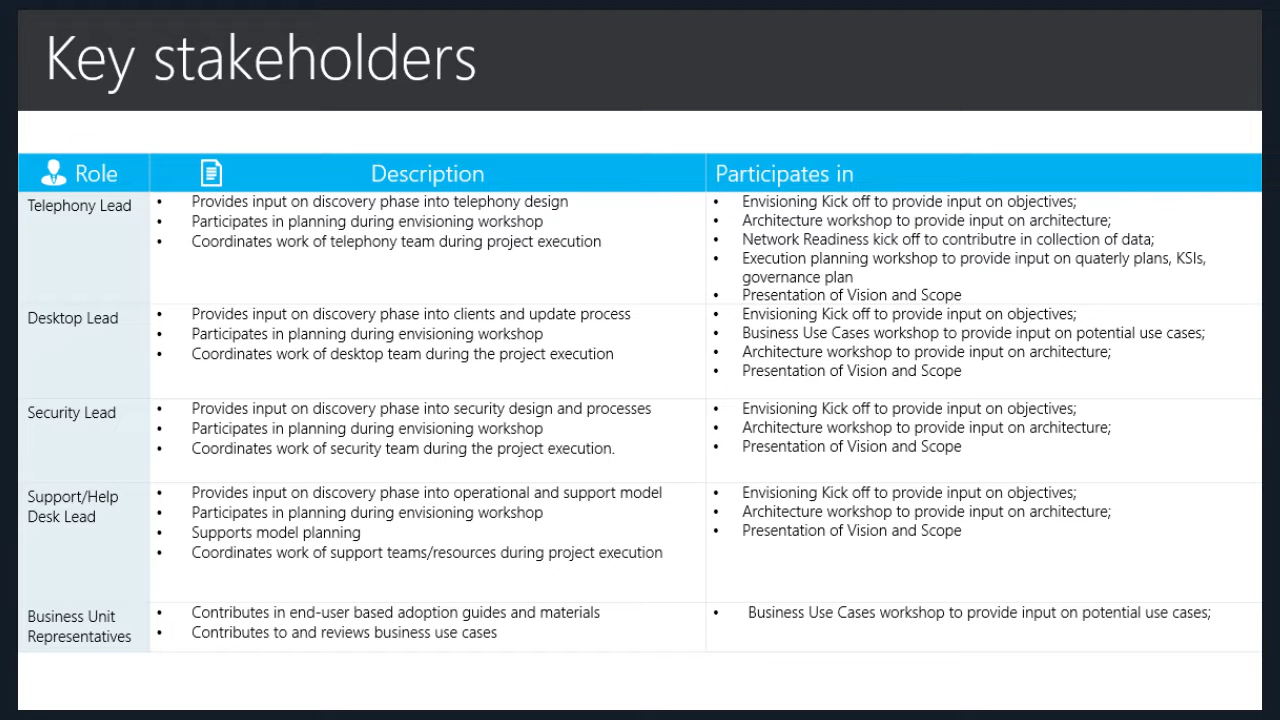 Key stakeholders
Role
Description
Participates in
Telephony Lead
• Provides input on discovery phase into telephony design
• Participates in planning during envisioning workshop
• Coordinates work of telephony team during project execution
• Envisioning Kick off to provide input on objectives;
• Architecture workshop to provide input on architecture;
• Network Readiness kick off to contributre in collection of data;
• Execution planning workshop to provide input on quaterly plans, KSIs,
governance plan
• Presentation of Vision and Scope
Desktop Lead
• Provides input on discovery phase into clients and update process
• Participates in planning during envisioning workshop
• Coordinates work of desktop team during the project execution
• Envisioning Kick off to provide input on objectives;
• Business Use Cases workshop to provide input on potential use cases;
• Architecture workshop to provide input on architecture;
• Presentation of Vision and Scope
Security Lead
• Provides input on discovery phase into security design and processes
• Participates in planning during envisioning workshop
• Coordinates work of security team during the project execution.
• Envisioning Kick off to provide input on objectives;
• Architecture workshop to provide input on architecture;
• Presentation of Vision and Scope
Support/Help
Desk Lead
• Provides input on discovery phase into operational and support model
• Participates in planning during envisioning workshop
• Supports model planning
• Coordinates work of support teams/resources during project execution
• Envisioning Kick off to provide input on objectives;
• Architecture workshop to provide input on architecture;
• Presentation of Vision and Scope
Business Unit
Representatives
• Contributes in end-user based adoption guides and materials
• Contributes to and reviews business use cases
• Business Use Cases workshop to provide input on potential use cases;